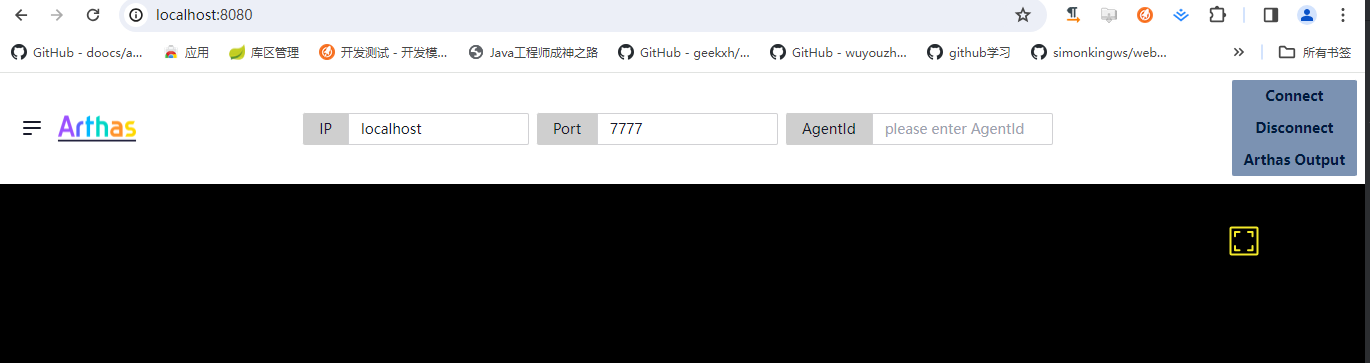 localhost:8080
GitHub - doocs/a... 应用 库区管理 开发测试 - 开发模... Java工程师成神之路 GitHub - geekxh/... GitHub - wuyouzh... github学习 simonkingws/web... » 所有书签
Arthas IP localhost Port 7777 AgentId please enter AgentId
Connect
Disconnect
Arthas Output